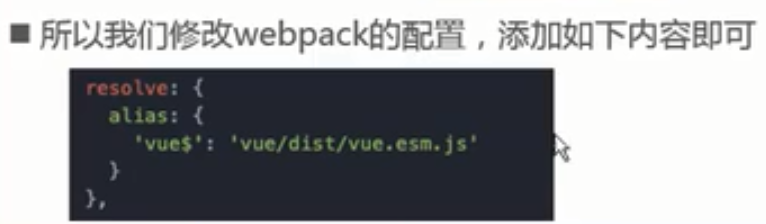 ■ 所以我们修改webpack的配置，添加如下内容即可
resolve: {
  alias: {
    'vue$': 'vue/dist/vue.esm.js'
  }
},